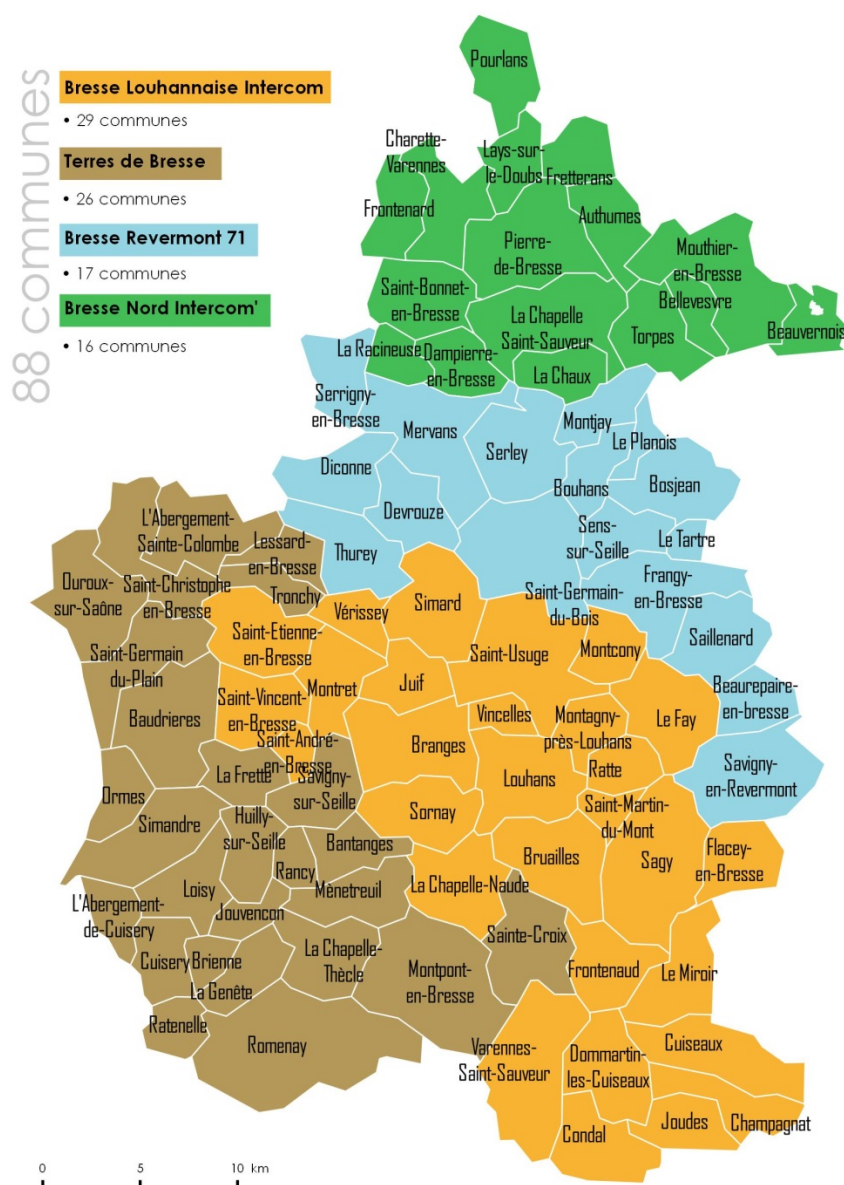 88 communes
Bresse Louhannaise Intercom
• 29 communes
Terres de Bresse
• 26 communes
Bresse Revermont 71
• 17 communes
Bresse Nord Intercom'
• 16 communes
Pourlans
Charette-
Varennes
Lays-sur-
le-Doubs
Fretterans
Frontenard
Authumes
Pierre-
de-Bresse
Mouthier-
en-Bresse
Saint-Bonnet-
en-Bresse
Bellevesvre
La Chapelle
Saint-Sauveur
Torpes
Beauvernois
La Racineuse
Dampierre-
en-Bresse
La Chaux
Serrigny-
en-Bresse
Mervans
Montjay
Le Planois
Serley
Diconne
Bouhans
Bosjean
Devrouze
Sens-
sur-Seille
Le Tartre
Thurey
L'Abergement-
Sainte-Colombe
Lessard-
en-Bresse
Ouroux-
sur-Saône
Saint-Christophe
en-Bresse
Tronchy
Vérissey
Simard
Saint-Germain-
du-Bois
Frangy-
en-Bresse
Saint-Etienne-
en-Bresse
Saillenard
Saint-Germain
du-Plain
Saint-Usuge
Montcony
Saint-Vincent-
en-Bresse
Montret
Juif
Beaurepaire-
en-bresse
Baudrieres
Vincelles
Montagny-
près-Louhans
Le Fay
Saint-André-
en-Bresse
Branges
La Frette
Savigny-
sur-Seille
Louhans
Ratte
Savigny-
en-Revermont
Ormes
Simandre
Huilly-
sur-Seille
Sornay
Saint-Martin-
du-Mont
Bantanges
Bruailles
Sagy
Flacey-
en-Bresse
Rancy
Loisy
Mènetreuil
La Chapelle-Naude
L'Abergement-
de-Cuisery
Jouvencon
Sainte-Croix
Cuisery
Brienne
La Chapelle-
Thècle
Montpont-
en-Bresse
Frontenaud
Le Miroir
La Genête
Ratenelle
Romenay
Varennes-
Saint-Sauveur
Dommartin-
les-Cuiseaux
Cuiseaux
Condal
Joudes
Champagnat
0 5 10 km